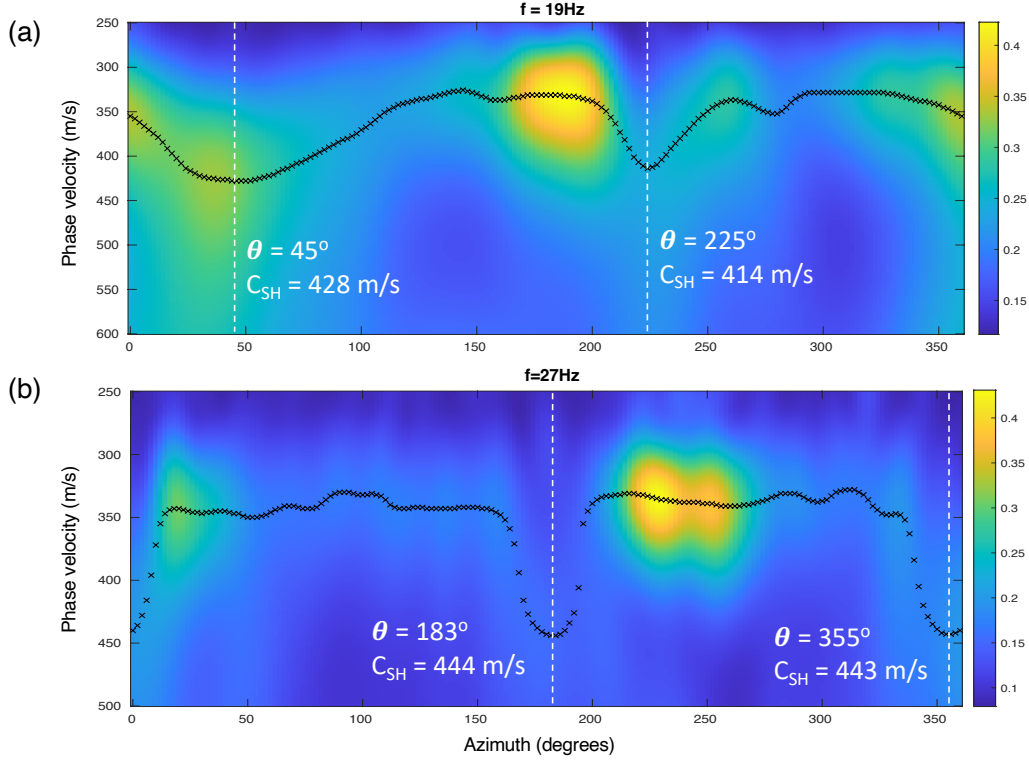 (a)
f = 19Hz
Phase velocity (m/s)
250
300
350
400
450
500
550
600
0
50
100
150
200
250
300
350
θ = 45°
C_SH = 428 m/s
θ = 225°
C_SH = 414 m/s
0.4
0.35
0.3
0.25
0.2
0.15
(b)
f=27Hz
Phase velocity (m/s)
250
300
350
400
450
500
0
50
100
150
200
250
300
350
Azimuth (degrees)
θ = 183°
C_SH = 444 m/s
θ = 355°
C_SH = 443 m/s
0.4
0.35
0.3
0.25
0.2
0.15
0.1